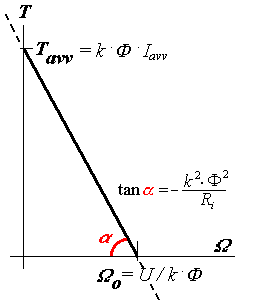 T
T_avv = k · Φ · I_avv
tan α = - k² · Φ² / R_i
α
Ω
Ω_o = U / k · Φ